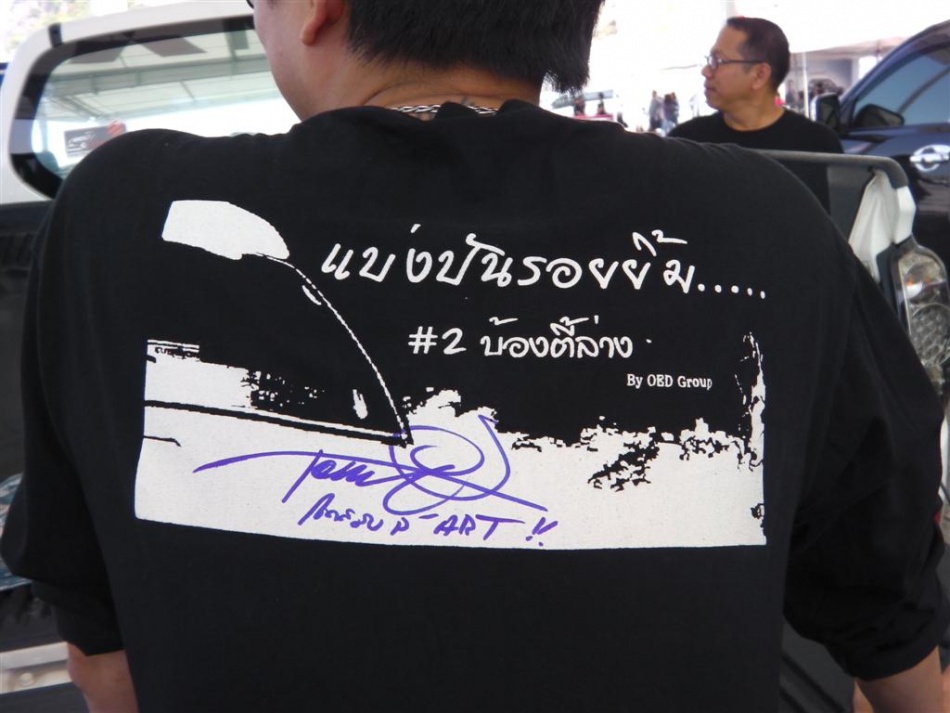 แบ่งปันรอยยิ้ม.....
#2 บ้องตี้ล่าง
By OBD Group
ART !!